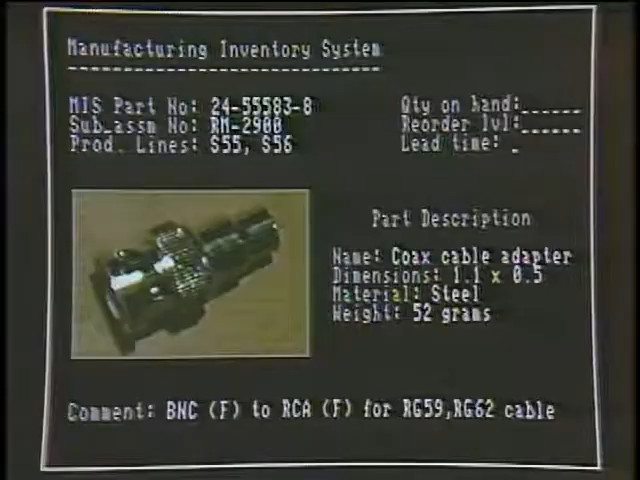 Manufacturing Inventory System
MIS Part No: 24-55583-8
Sub_assm No: RM-2900
Prod. Lines: S55, S56
Qty on hand:______
Reorder lvl:______
Lead time: _
Part Description
Name: Coax cable adapter
Dimensions: 1.1 x 0.5
Material: Steel
Weight: 52 grams
Comment: BNC (F) to RCA (F) for RG59,RG62 cable